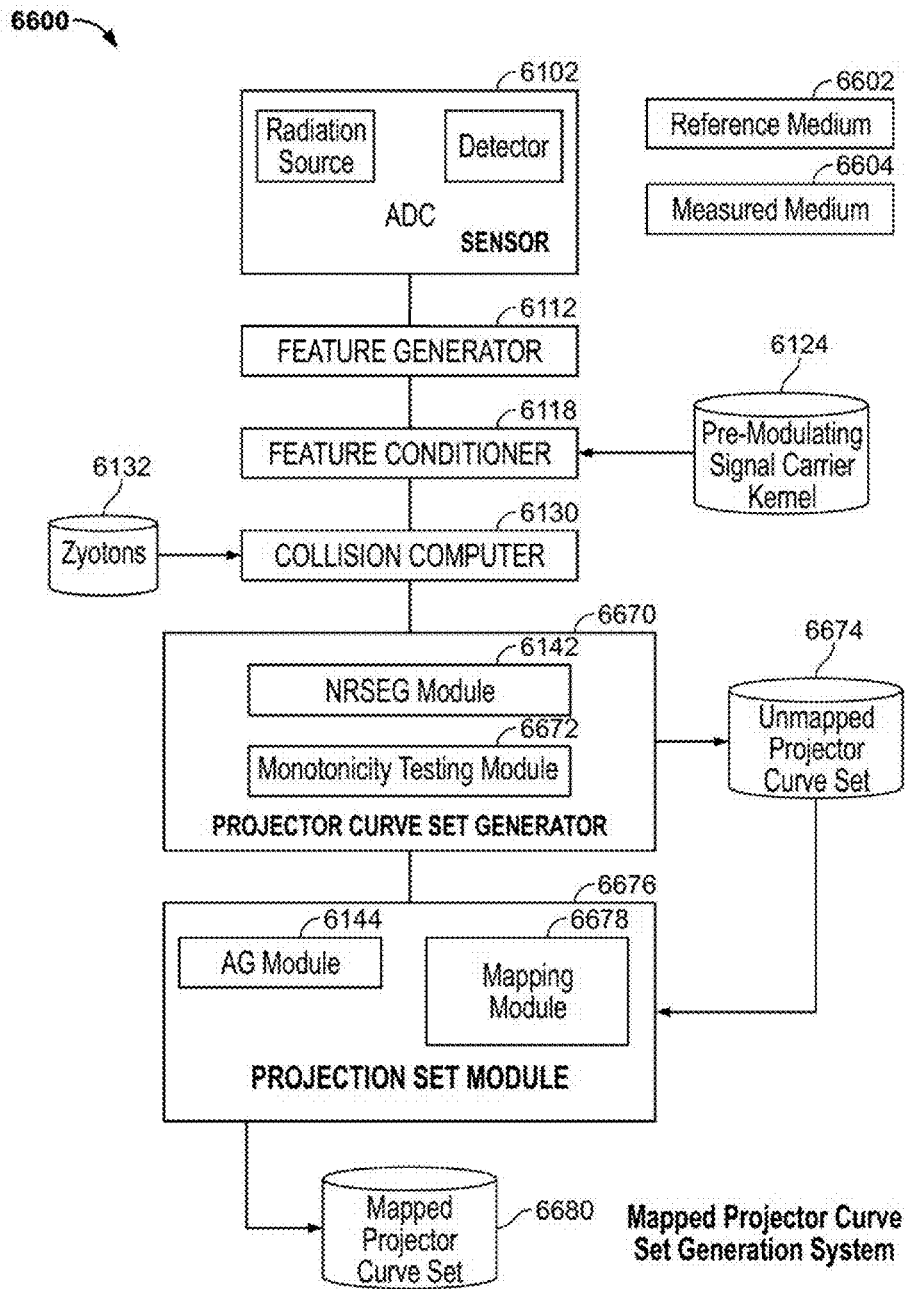 6600
6102
6602
Radiation
Source
Detector
Reference Medium
6604
ADC
Measured Medium
SENSOR
6112
FEATURE GENERATOR
6124
6118
Pre-Modulating
Signal Carrier
Kernel
FEATURE CONDITIONER
6132
6130
Zyotons
COLLISION COMPUTER
6670
6674
6142
NRSEG Module
Unmapped
Projector
Curve Set
6672
Monotonicity Testing Module
PROJECTOR CURVE SET GENERATOR
6676
6144
6678
AG Module
Mapping
Module
PROJECTION SET MODULE
Mapped
Projector
Curve Set
6680
Mapped Projector Curve
Set Generation System